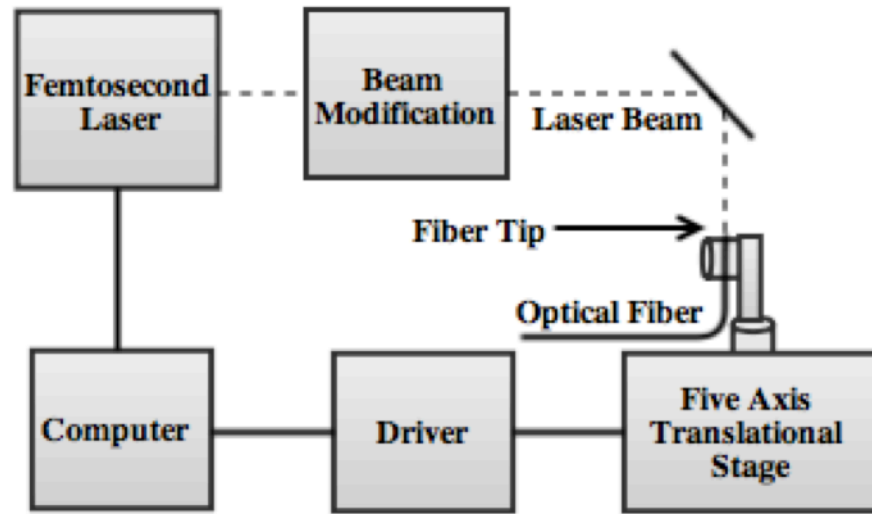 Femtosecond
Laser
Beam
Modification
Laser Beam
Fiber Tip
Optical Fiber
Computer
Driver
Five Axis
Translational
Stage